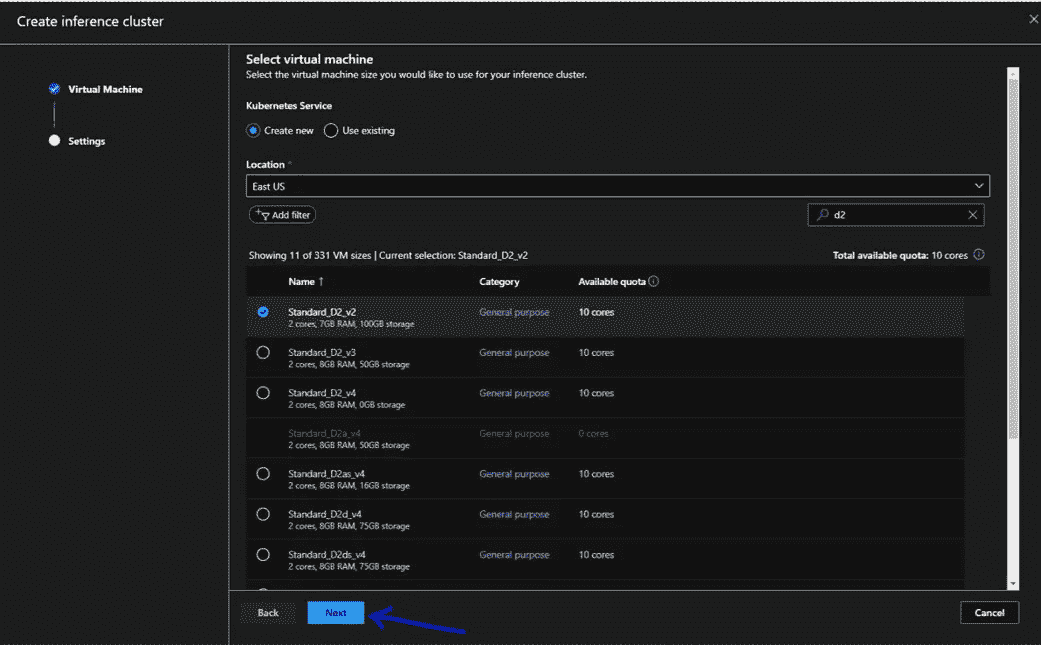 Create inference cluster
Virtual Machine
Settings
Select virtual machine
Select the virtual machine size you would like to use for your inference cluster.
Kubernetes Service
Create new Use existing
Location *
East US
Add filter
d2
Showing 11 of 331 VM sizes | Current selection: Standard_D2_v2 Total available quota: 10 cores
Name ↑ Category Available quota
Standard_D2_v2 General purpose 10 cores
2 cores, 7GB RAM, 100GB storage
Standard_D2_v3 General purpose 10 cores
2 cores, 8GB RAM, 50GB storage
Standard_D2_v4 General purpose 10 cores
2 cores, 8GB RAM, 0GB storage
Standard_D2a_v4 General purpose 0 cores
2 cores, 8GB RAM, 50GB storage
Standard_D2as_v4 General purpose 10 cores
2 cores, 8GB RAM, 16GB storage
Standard_D2d_v4 General purpose 10 cores
2 cores, 8GB RAM, 75GB storage
Standard_D2ds_v4 General purpose 10 cores
2 cores, 8GB RAM, 75GB storage
Back Next Cancel